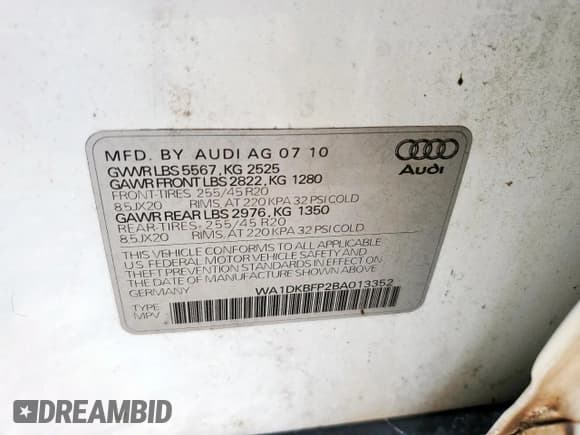 MFD. BY AUDI AG 07 10
GVWR LBS 5567, KG 2525
GAWR FRONT LBS 2822, KG 1280
FRONT-TIRES, 255/45 R20
8.5JX20 RIMS, AT 220 KPA 32 PSI COLD
GAWR REAR LBS 2976, KG 1350
REAR-TIRES, 255/45 R20
8.5JX20 RIMS, AT 220 KPA 32 PSI COLD
THIS VEHICLE CONFORMS TO ALL APPLICABLE
U.S FEDERAL MOTOR VEHICLE SAFETY AND
THEFT PREVENTION STANDARDS IN EFFECT ON
THE DATE OF MANUFACTURE SHOWN ABOVE.
GERMANY WA1DKBFP2BA013352
TYPE
MPV
Audi
DREAMBID